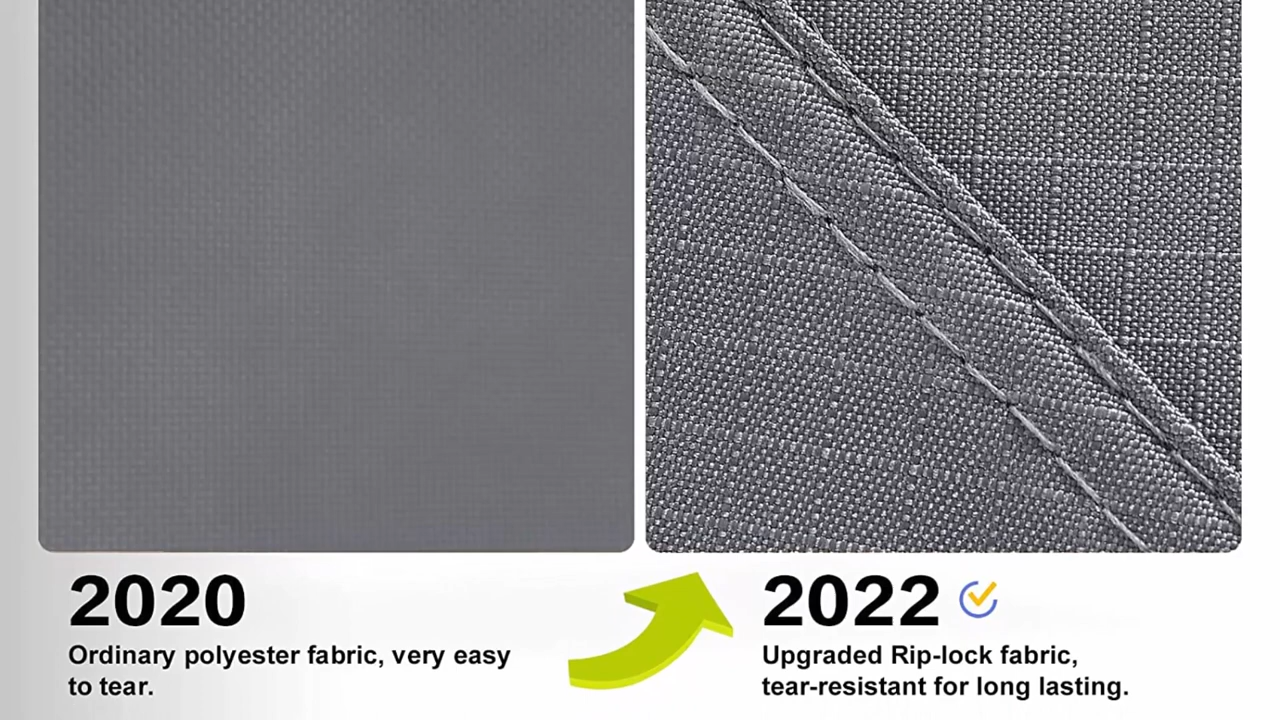 2020
Ordinary polyester fabric, very easy
to tear.
2022
Upgraded Rip-lock fabric,
tear-resistant for long lasting.